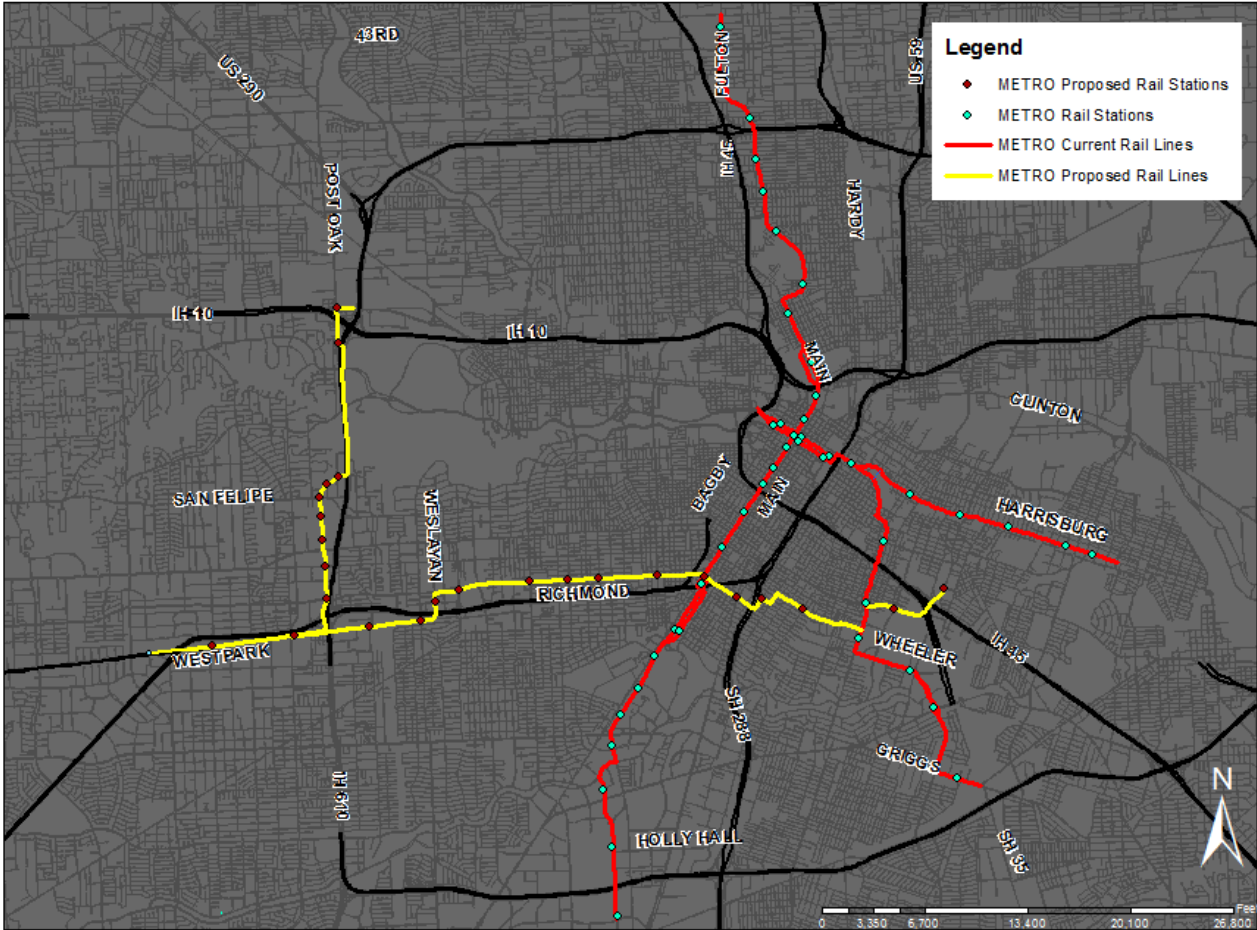 43RD
US 290
FULTON
US 59
Legend
METRO Proposed Rail Stations
METRO Rail Stations
METRO Current Rail Lines
METRO Proposed Rail Lines
IH 45
POST OAK
HARDY
IH 10
IH 10
MAIN
CLINTON
BAGBY
MAIN
SAN FELIPE
WESLAYAN
HARRISBURG
RICHMOND
WESTPARK
WHEELER
IH 45
SH 288
GRIGGS
IH 610
HOLLY HALL
SH 35
N
Feet
0 3,350 6,700 13,400 20,100 26,800